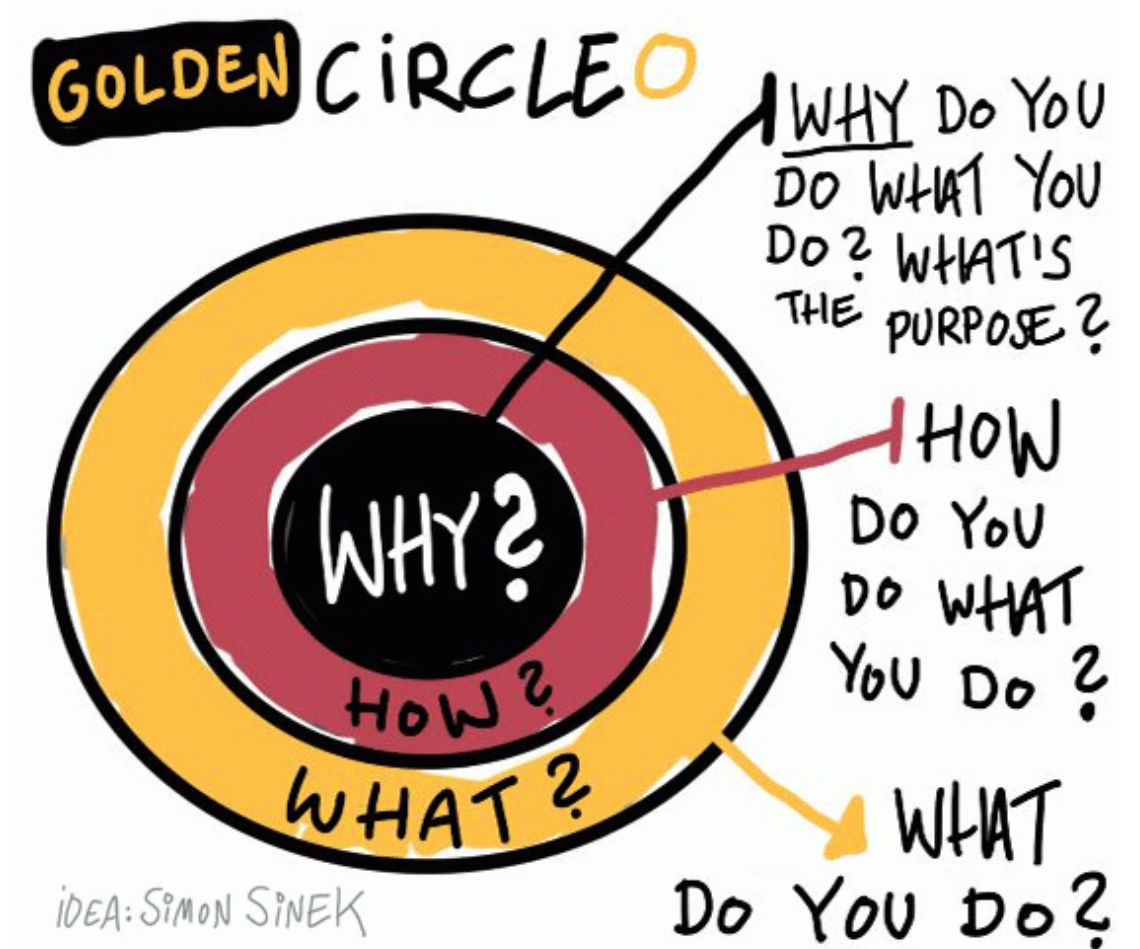 GOLDEN CiRCLE
WHY DO YOU
DO WHAT YOU
DO? WHAT'S
THE PURPOSE?
HOW
DO YOU
DO WHAT
YOU DO?
WHY?
HOW?
WHAT?
WHAT
DO YOU DO?
iDEA: SiMON SiNEK